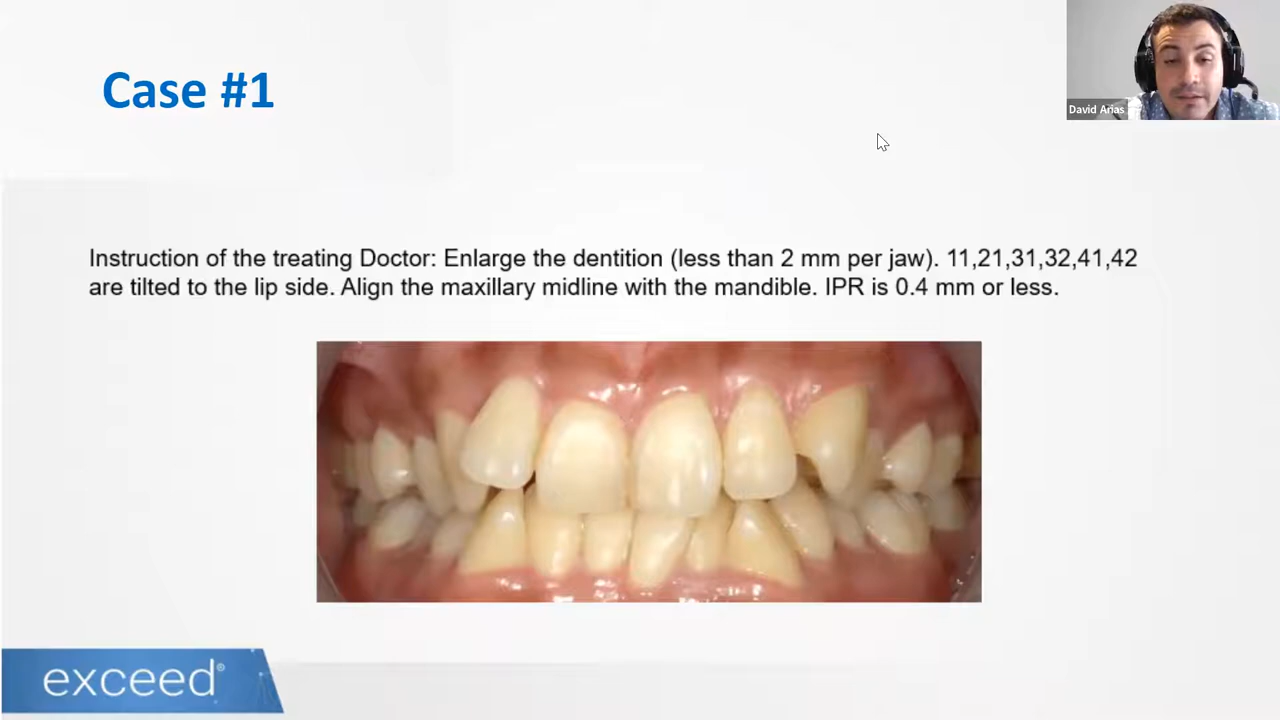 Case #1
David Arias
Instruction of the treating Doctor: Enlarge the dentition (less than 2 mm per jaw). 11,21,31,32,41,42
are tilted to the lip side. Align the maxillary midline with the mandible. IPR is 0.4 mm or less.
exceed®